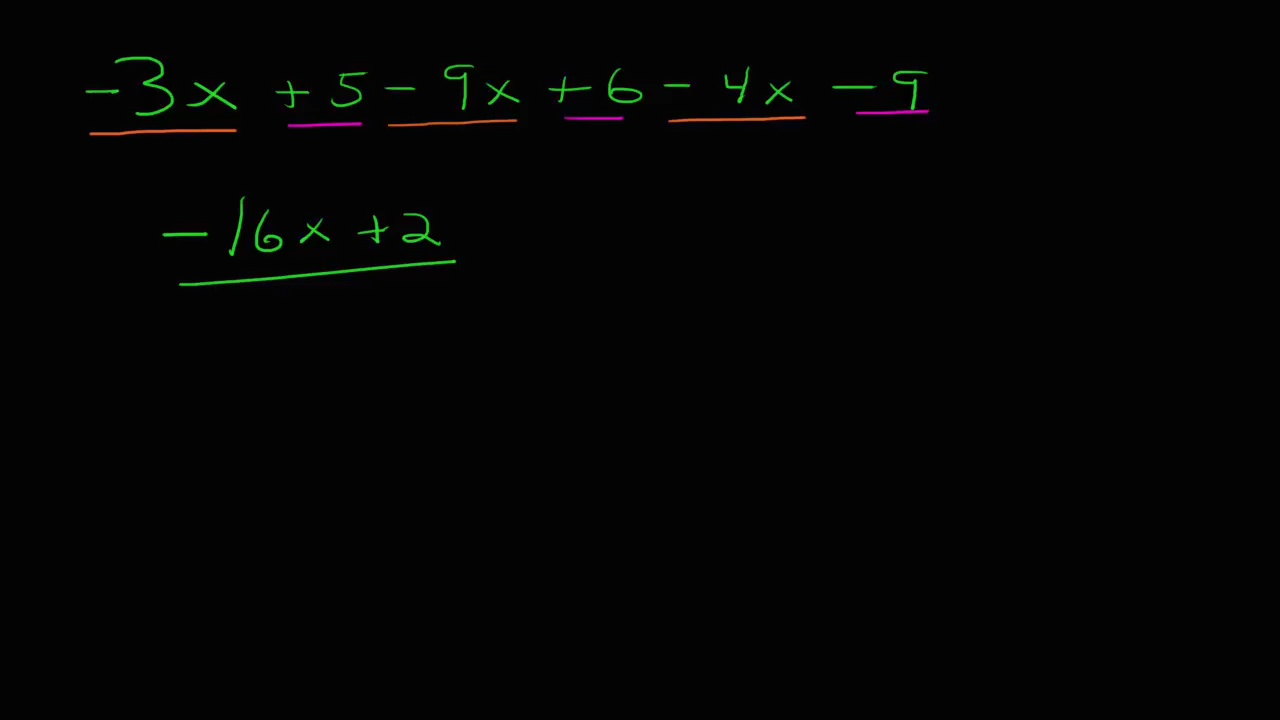 -3x +5 - 9x +6 - 4x - 9
-16x +2